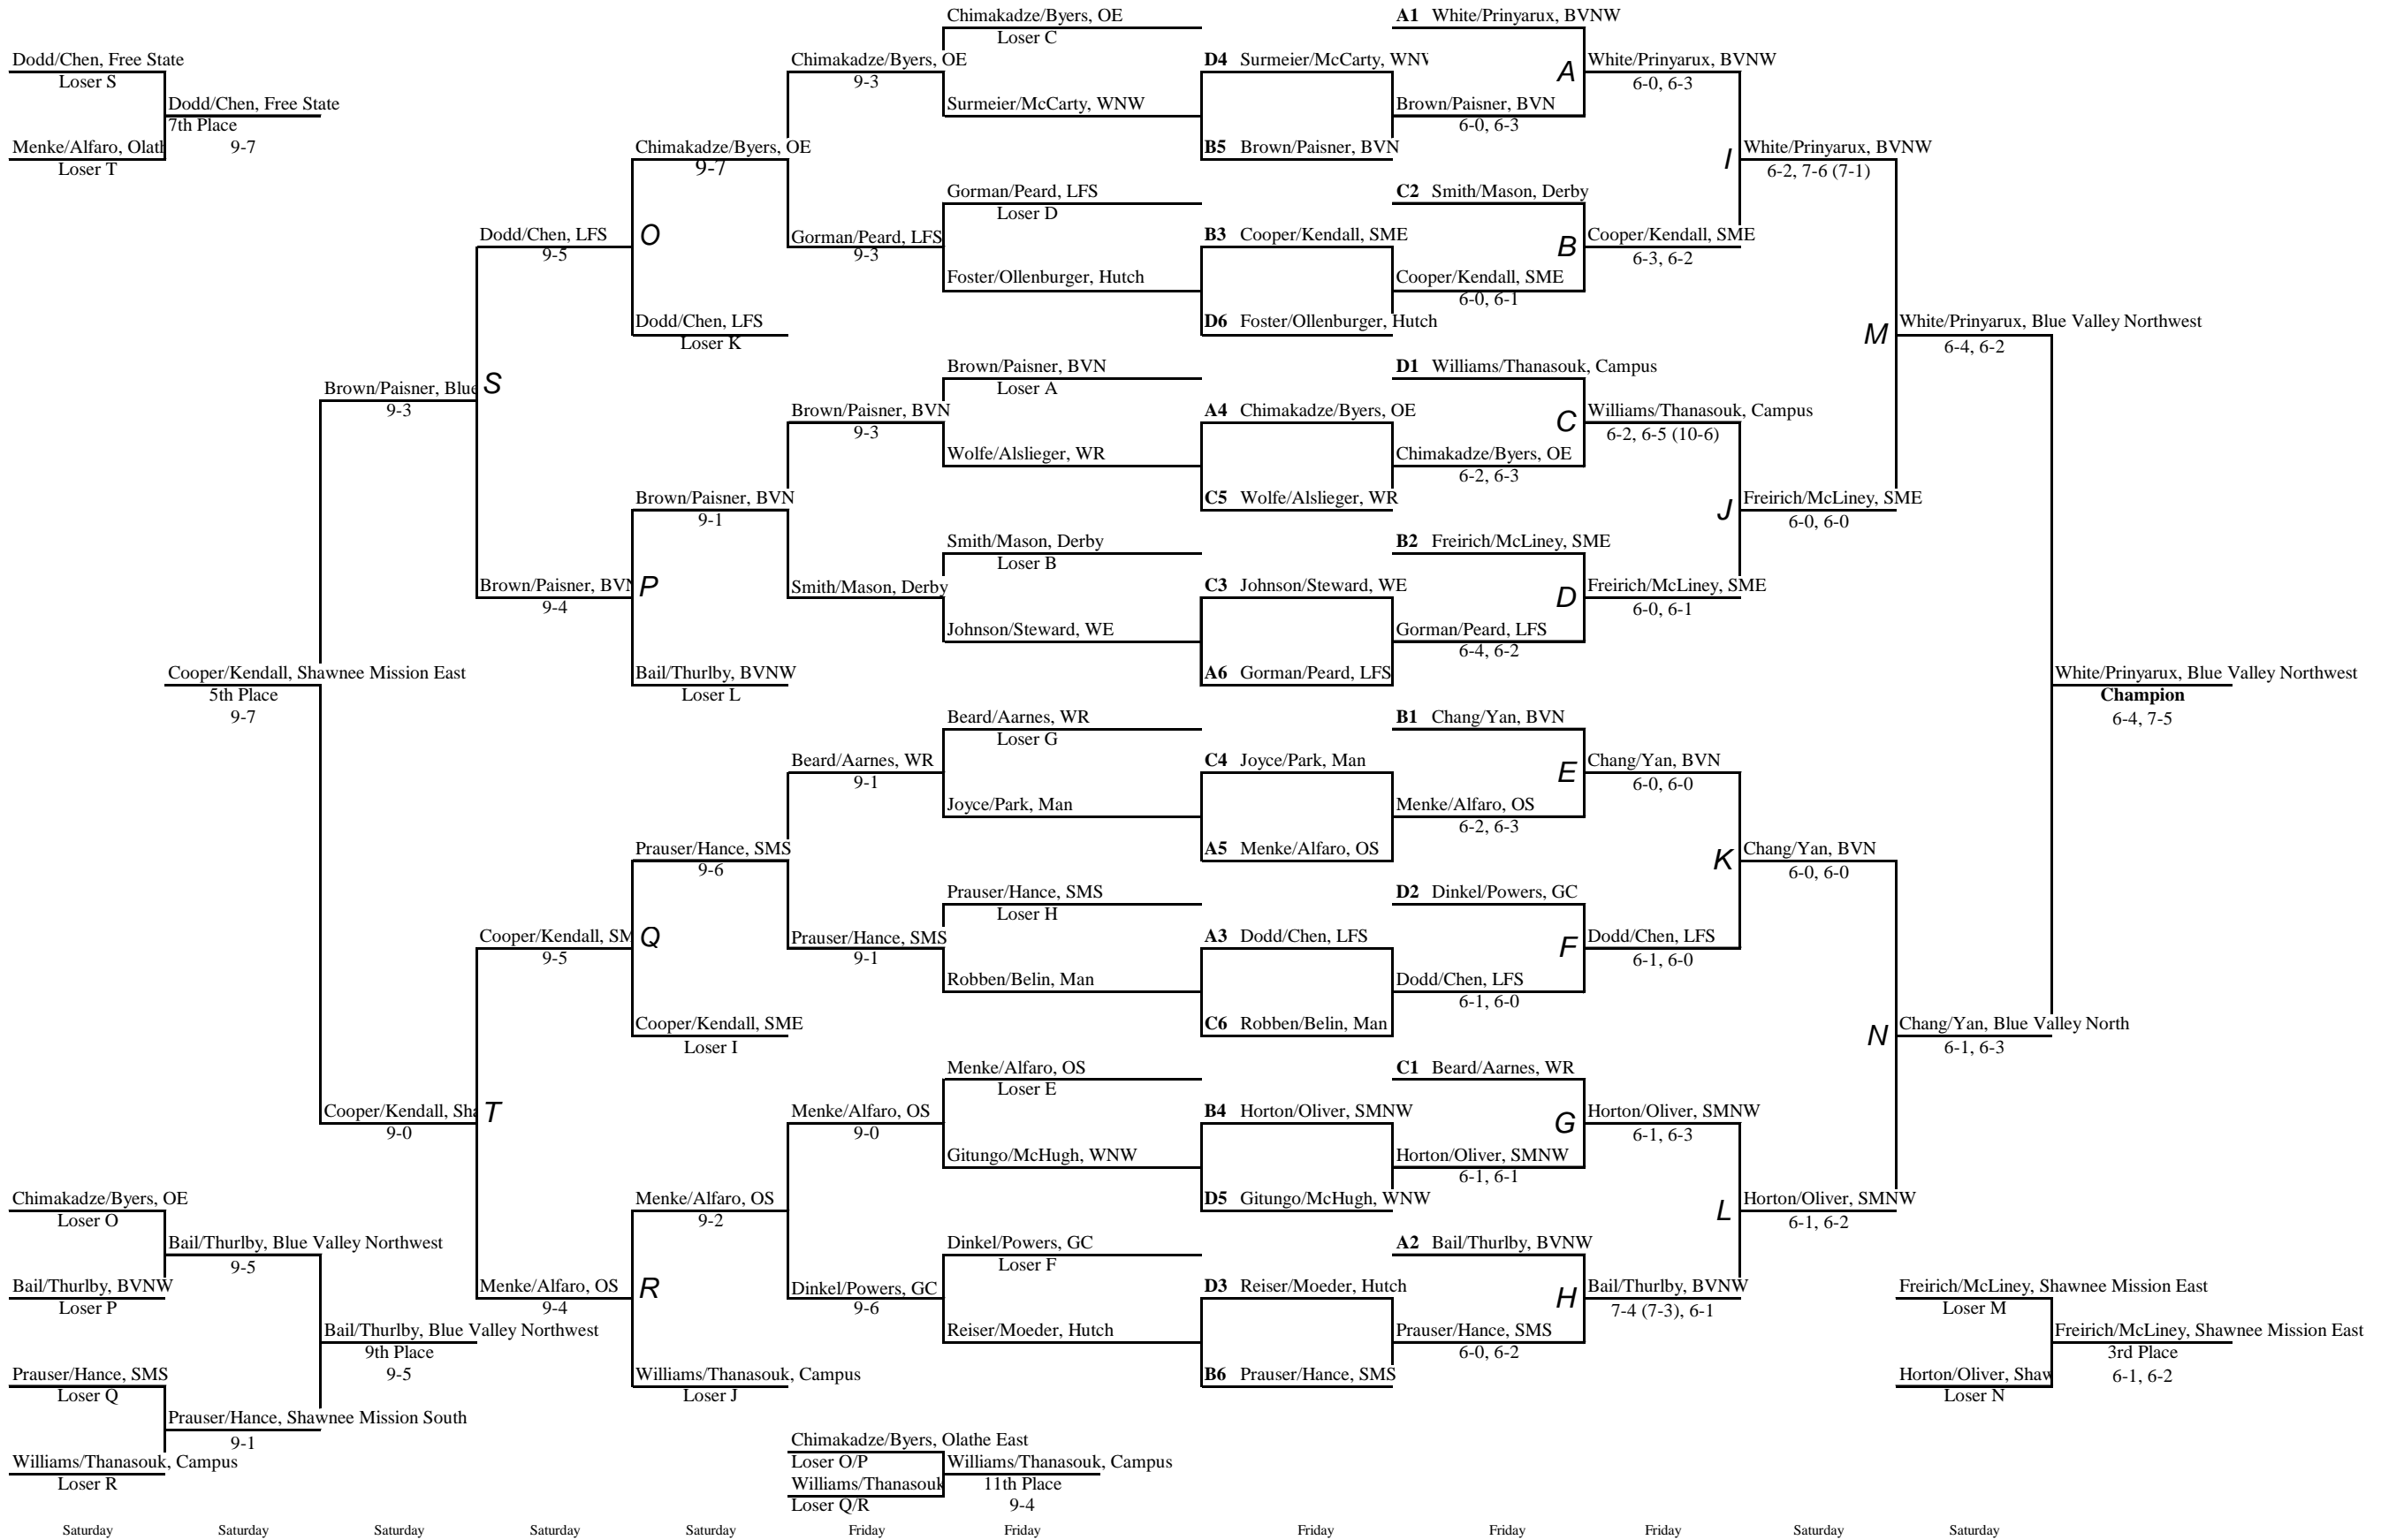 Dodd/Chen, Free State
Loser S
Dodd/Chen, Free State
7th Place
9-7
Menke/Alfaro, Olath
Loser T
Cooper/Kendall, Shawnee Mission East
5th Place
9-7
Chimakadze/Byers, OE
Loser O
Bail/Thurlby, Blue Valley Northwest
9-5
Bail/Thurlby, BVNW
Loser P
Bail/Thurlby, Blue Valley Northwest
9th Place
9-5
Prauser/Hance, SMS
Loser Q
Prauser/Hance, Shawnee Mission South
9-1
Williams/Thanasouk, Campus
Loser R
Brown/Paisner, Blue
9-3
Cooper/Kendall, Sha
9-0
Dodd/Chen, LFS
9-5
S
Brown/Paisner, BVN
9-4
Cooper/Kendall, SM
9-5
T
Menke/Alfaro, OS
9-4
Chimakadze/Byers, OE
9-7
O
Dodd/Chen, LFS
Loser K
Brown/Paisner, BVN
9-1
P
Bail/Thurlby, BVNW
Loser L
Prauser/Hance, SMS
9-6
Q
Cooper/Kendall, SME
Loser I
Menke/Alfaro, OS
9-2
R
Williams/Thanasouk, Campus
Loser J
Chimakadze/Byers, OE
9-3
Gorman/Peard, LFS
9-3
Brown/Paisner, BVN
9-3
Smith/Mason, Derby
Beard/Aarnes, WR
9-1
Prauser/Hance, SMS
9-1
Menke/Alfaro, OS
9-0
Dinkel/Powers, GC
9-6
Chimakadze/Byers, Olathe East
Loser O/P
Williams/Thanasouk
Loser Q/R
Williams/Thanasouk, Campus
11th Place
9-4
Chimakadze/Byers, OE
Loser C
Surmeier/McCarty, WNW
Gorman/Peard, LFS
Loser D
Foster/Ollenburger, Hutch
Brown/Paisner, BVN
Loser A
Wolfe/Alslieger, WR
Smith/Mason, Derby
Loser B
Johnson/Steward, WE
Beard/Aarnes, WR
Loser G
Joyce/Park, Man
Prauser/Hance, SMS
Loser H
Robben/Belin, Man
Menke/Alfaro, OS
Loser E
Gitungo/McHugh, WNW
Dinkel/Powers, GC
Loser F
Reiser/Moeder, Hutch
D4 Surmeier/McCarty, WNW
B5 Brown/Paisner, BVN
B3 Cooper/Kendall, SME
D6 Foster/Ollenburger, Hutch
A4 Chimakadze/Byers, OE
C5 Wolfe/Alslieger, WR
C3 Johnson/Steward, WE
A6 Gorman/Peard, LFS
C4 Joyce/Park, Man
A5 Menke/Alfaro, OS
A3 Dodd/Chen, LFS
C6 Robben/Belin, Man
B4 Horton/Oliver, SMNW
D5 Gitungo/McHugh, WNW
D3 Reiser/Moeder, Hutch
B6 Prauser/Hance, SMS
A1 White/Prinyarux, BVNW
A
Brown/Paisner, BVN
6-0, 6-3
C2 Smith/Mason, Derby
B
Cooper/Kendall, SME
6-0, 6-1
D1 Williams/Thanasouk, Campus
C
Chimakadze/Byers, OE
6-2, 6-3
B2 Freirich/McLiney, SME
D
Gorman/Peard, LFS
6-4, 6-2
B1 Chang/Yan, BVN
E
Menke/Alfaro, OS
6-2, 6-3
D2 Dinkel/Powers, GC
F
Dodd/Chen, LFS
6-1, 6-0
C1 Beard/Aarnes, WR
G
Horton/Oliver, SMNW
6-1, 6-1
A2 Bail/Thurlby, BVNW
H
Prauser/Hance, SMS
6-0, 6-2
White/Prinyarux, BVNW
6-0, 6-3
I
Cooper/Kendall, SME
6-3, 6-2
Williams/Thanasouk, Campus
6-2, 6-5 (10-6)
J
Freirich/McLiney, SME
6-0, 6-1
Chang/Yan, BVN
6-0, 6-0
K
Dodd/Chen, LFS
6-1, 6-0
Horton/Oliver, SMNW
6-1, 6-3
L
Bail/Thurlby, BVNW
7-4 (7-3), 6-1
White/Prinyarux, BVNW
6-2, 7-6 (7-1)
M
Freirich/McLiney, SME
6-0, 6-0
Chang/Yan, BVN
6-0, 6-0
N
Horton/Oliver, SMNW
6-1, 6-2
White/Prinyarux, Blue Valley Northwest
6-4, 6-2
Chang/Yan, Blue Valley North
6-1, 6-3
White/Prinyarux, Blue Valley Northwest
Champion
6-4, 7-5
Freirich/McLiney, Shawnee Mission East
Loser M
Freirich/McLiney, Shawnee Mission East
3rd Place
6-1, 6-2
Horton/Oliver, Shaw
Loser N
Saturday Saturday Saturday Saturday Saturday Friday Friday Friday Friday Friday Saturday Saturday